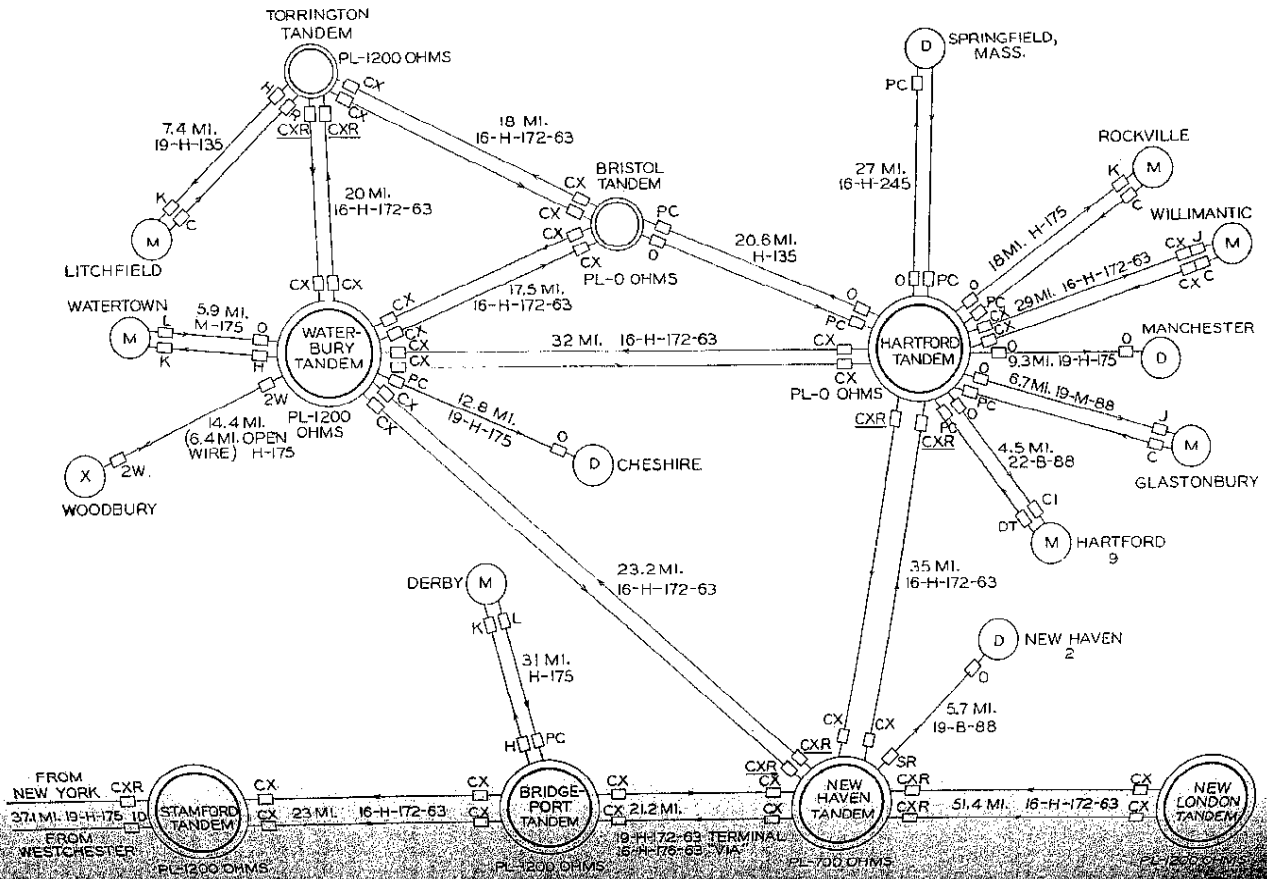 TORRINGTON
TANDEM
PL-1200 OHMS
H
R
CXR
CXR
CX
CX
7.4 MI.
19-H-135
K
C
M
LITCHFIELD
18 MI.
16-H-172-63
20 MI.
16-H-172-63
CX
CX
BRISTOL
TANDEM
CX
CX
CX
CX
PC
O
PL-0 OHMS
17.5 MI.
16-H-172-63
20.6 MI.
H-135
O
PC
D
SPRINGFIELD,
MASS.
PC
27 MI.
16-H-245
O
PC
ROCKVILLE
M
K
C
18 MI. H-175
O
PC
WILLIMANTIC
M
CX
J
CX
C
29 MI. 16-H-172-63
CX
CX
WATERTOWN
M
L
K
5.9 MI.
M-175
O
H
WATER-
BURY
TANDEM
PL-1200
OHMS
CX
CX
CX
CX
32 MI. 16-H-172-63
CX
CX
HARTFORD
TANDEM
PL-0 OHMS
MANCHESTER
D
O
O
9.3 MI. 19-H-175
O
PC
6.7 MI. 19-M-88
J
C
M
GLASTONBURY
PC
O
4.5 MI.
22-B-88
CI
DT
M
HARTFORD
9
2W
14.4 MI.
(6.4 MI. OPEN
WIRE) H-175
2W
X
WOODBURY
PC
12.8 MI.
19-H-175
O
D
CHESHIRE
CX
CX
23.2 MI.
16-H-172-63
CXR
CXR
CXR
CXR
35 MI.
16-H-172-63
CX
CX
DERBY
M
K
L
31 MI.
H-175
H
PC
D
NEW HAVEN
2
O
5.7 MI.
19-B-88
SR
FROM
NEW YORK
CXR
37.1 MI. 19-H-175 10
FROM
WESTCHESTER
STAMFORD
TANDEM
PL-1200 OHMS
CX
CX
23 MI. 16-H-172-63
CX
CX
BRIDGE-
PORT
TANDEM
PL-1200 OHMS
CX
CX
21.2 MI.
19-H-172-63 TERMINAL
16-H-176-63 VIA
CX
CX
NEW
HAVEN
TANDEM
PL-700 OHMS
CXR
CXR
51.4 MI. 16-H-172-63
CX
CX
NEW
LONDON
TANDEM
PL-1200 OHMS